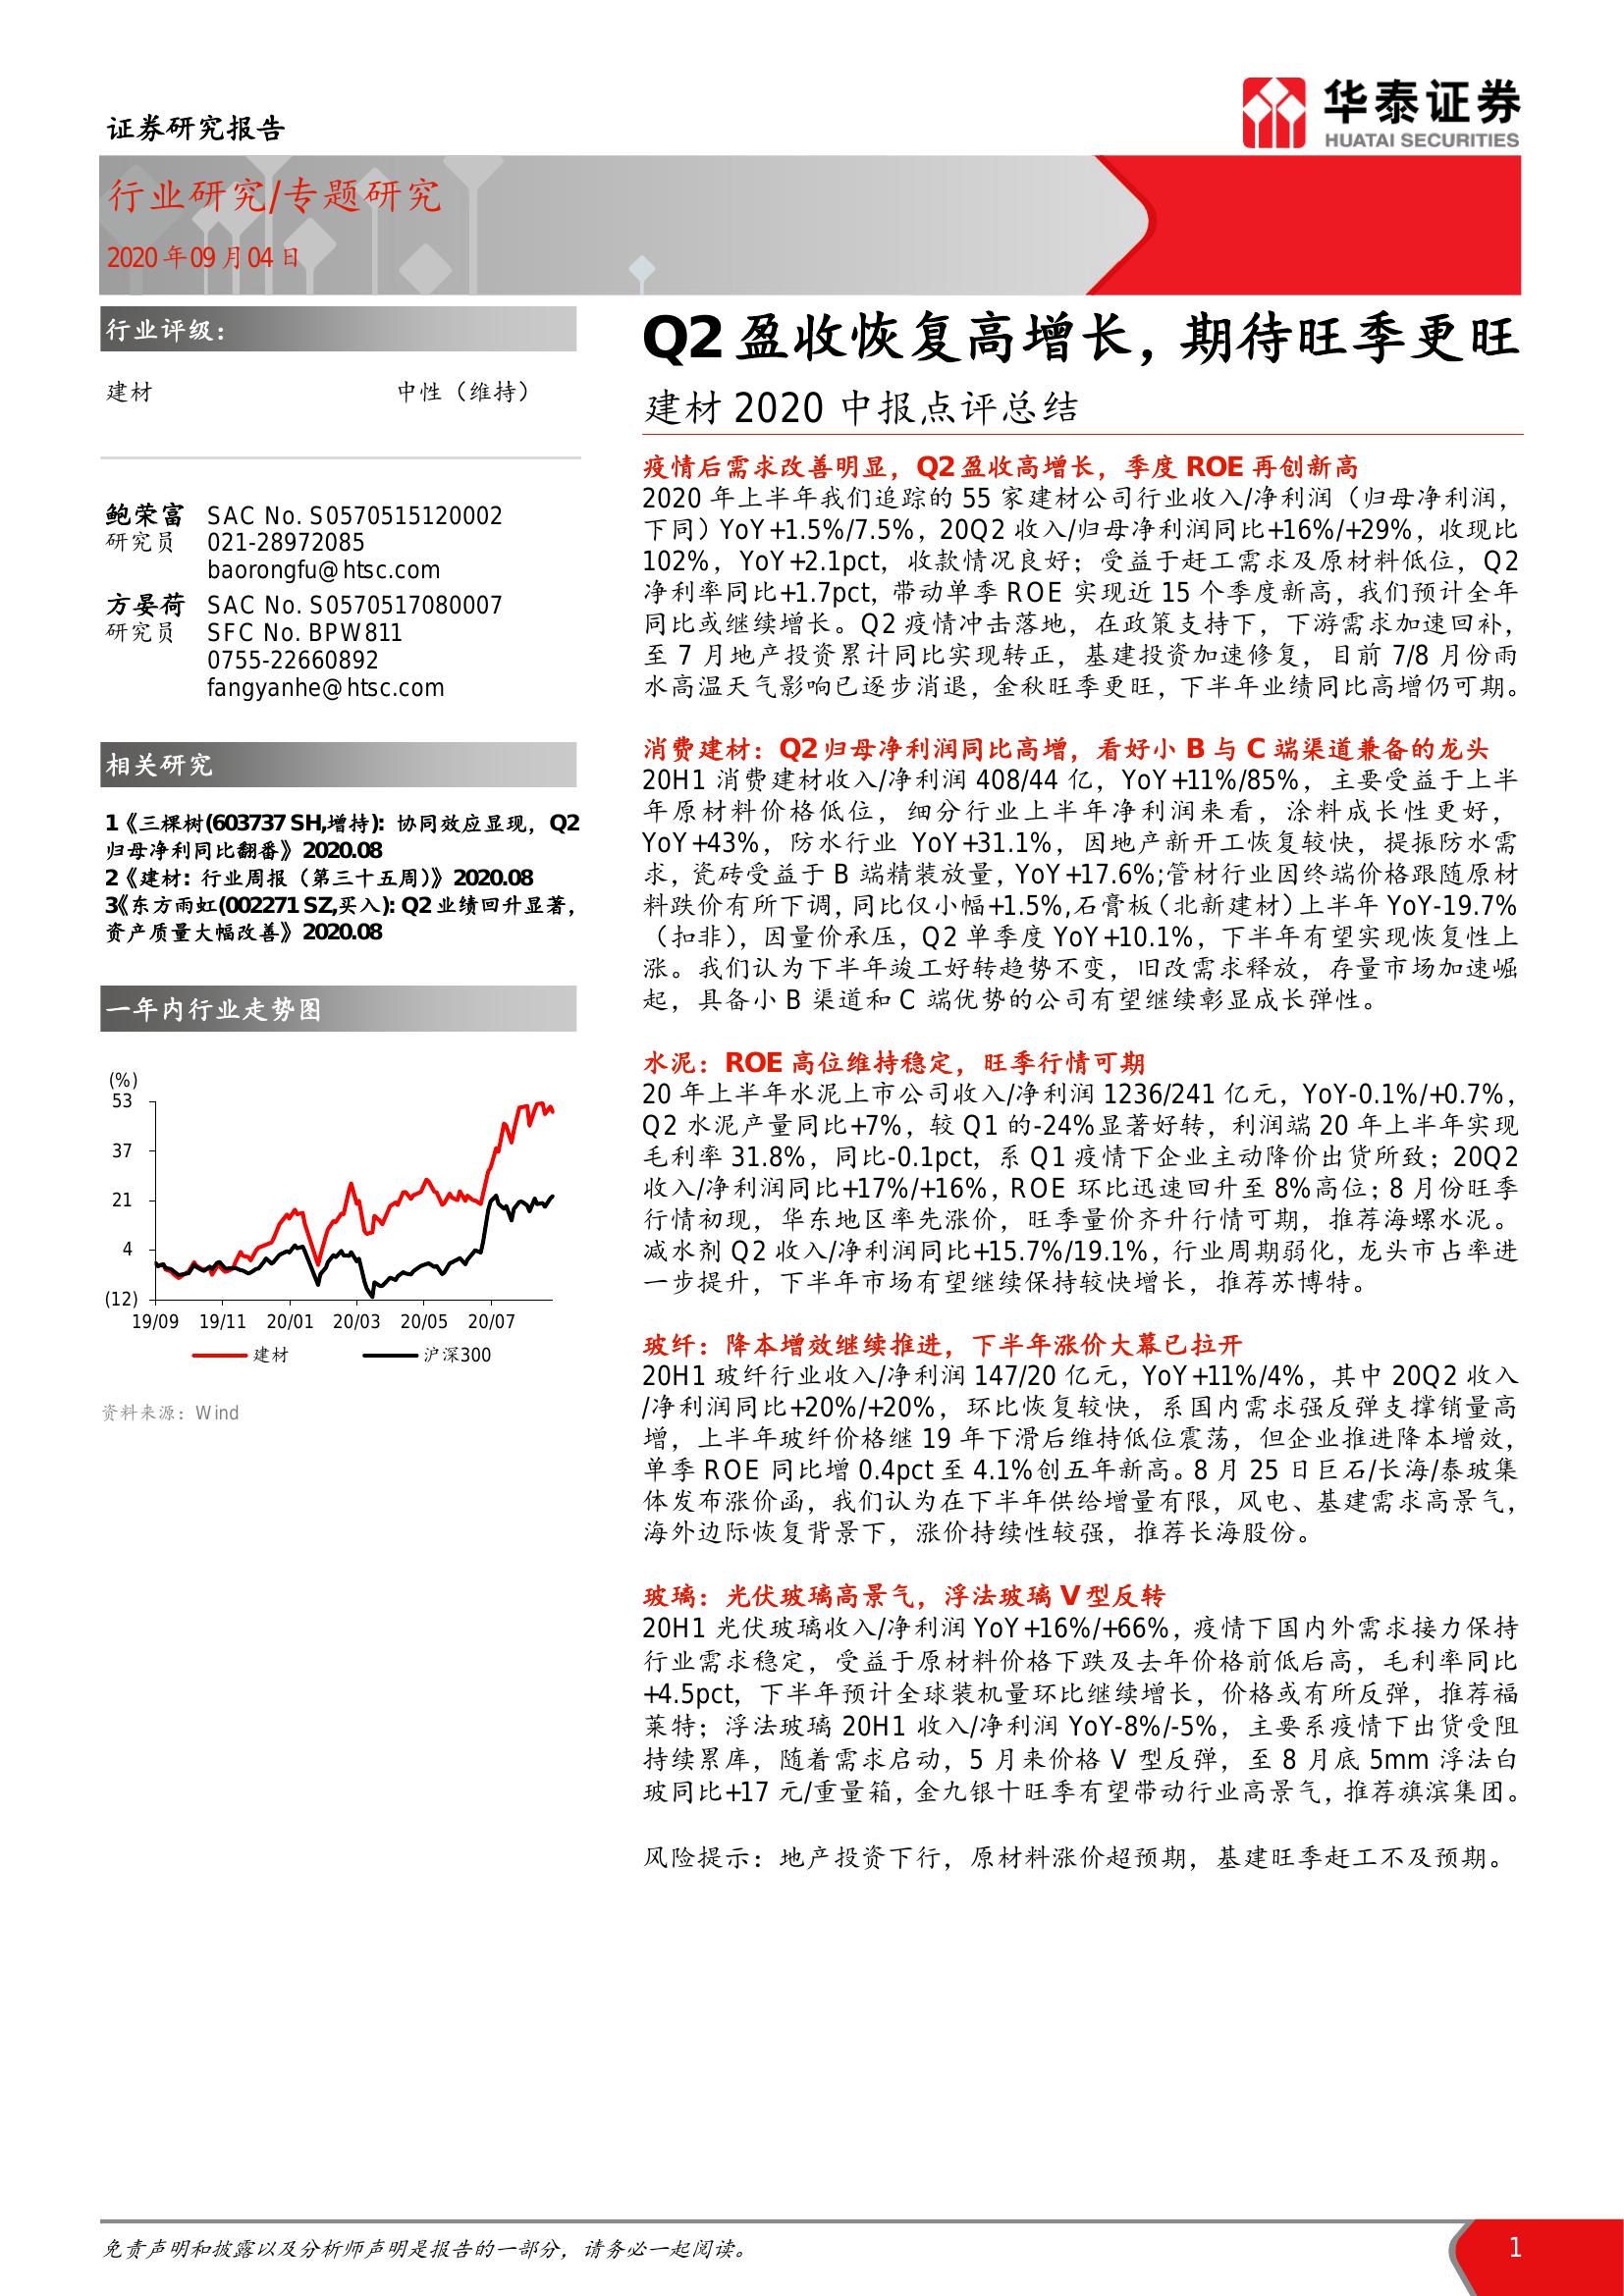 证券研究报告
华泰证券
HUATAI SECURITIES
行业研究/专题研究
2020年09月04日
行业评级：
建材 中性（维持）
鲍荣富 SAC No. S0570515120002
研究员 021-28972085
baorongfu@htsc.com
方晏荷 SAC No. S0570517080007
研究员 SFC No. BPW811
0755-22660892
fangyanhe@htsc.com
相关研究
1《三棵树(603737 SH,增持): 协同效应显现，Q2
归母净利同比翻番》2020.08
2《建材: 行业周报（第三十五周）》2020.08
3《东方雨虹(002271 SZ,买入): Q2业绩回升显著，
资产质量大幅改善》2020.08
一年内行业走势图
(%)
53
37
21
4
(12)
19/09 19/11 20/01 20/03 20/05 20/07
建材 沪深300
资料来源：Wind
Q2盈收恢复高增长，期待旺季更旺
建材2020中报点评总结
疫情后需求改善明显，Q2盈收高增长，季度ROE再创新高
2020年上半年我们追踪的55家建材公司行业收入/净利润（归母净利润，
下同）YoY+1.5%/7.5%，20Q2收入/归母净利润同比+16%/+29%，收现比
102%，YoY+2.1pct，收款情况良好；受益于赶工需求及原材料低位，Q2
净利率同比+1.7pct，带动单季ROE实现近15个季度新高，我们预计全年
同比或继续增长。Q2疫情冲击落地，在政策支持下，下游需求加速回补，
至7月地产投资累计同比实现转正，基建投资加速修复，目前7/8月份雨
水高温天气影响已逐步消退，金秋旺季更旺，下半年业绩同比高增仍可期。
消费建材：Q2归母净利润同比高增，看好小B与C端渠道兼备的龙头
20H1消费建材收入/净利润408/44亿，YoY+11%/85%，主要受益于上半
年原材料价格低位，细分行业上半年净利润来看，涂料成长性更好，
YoY+43%，防水行业YoY+31.1%，因地产新开工恢复较快，提振防水需
求，瓷砖受益于B端精装放量，YoY+17.6%;管材行业因终端价格跟随原材
料跌价有所下调，同比仅小幅+1.5%,石膏板（北新建材）上半年YoY-19.7%
（扣非），因量价承压，Q2单季度YoY+10.1%，下半年有望实现恢复性上
涨。我们认为下半年竣工好转趋势不变，旧改需求释放，存量市场加速崛
起，具备小B渠道和C端优势的公司有望继续彰显成长弹性。
水泥：ROE高位维持稳定，旺季行情可期
20年上半年水泥上市公司收入/净利润1236/241亿元，YoY-0.1%/+0.7%，
Q2水泥产量同比+7%，较Q1的-24%显著好转，利润端20年上半年实现
毛利率31.8%，同比-0.1pct，系Q1疫情下企业主动降价出货所致；20Q2
收入/净利润同比+17%/+16%，ROE环比迅速回升至8%高位；8月份旺季
行情初现，华东地区率先涨价，旺季量价齐升行情可期，推荐海螺水泥。
减水剂Q2收入/净利润同比+15.7%/19.1%，行业周期弱化，龙头市占率进
一步提升，下半年市场有望继续保持较快增长，推荐苏博特。
玻纤：降本增效继续推进，下半年涨价大幕已拉开
20H1玻纤行业收入/净利润147/20亿元，YoY+11%/4%，其中20Q2收入
/净利润同比+20%/+20%，环比恢复较快，系国内需求强反弹支撑销量高
增，上半年玻纤价格继19年下滑后维持低位震荡，但企业推进降本增效，
单季ROE同比增0.4pct至4.1%创五年新高。8月25日巨石/长海/泰玻集
体发布涨价函，我们认为在下半年供给增量有限，风电、基建需求高景气，
海外边际恢复背景下，涨价持续性较强，推荐长海股份。
玻璃：光伏玻璃高景气，浮法玻璃V型反转
20H1光伏玻璃收入/净利润YoY+16%/+66%，疫情下国内外需求接力保持
行业需求稳定，受益于原材料价格下跌及去年价格前低后高，毛利率同比
+4.5pct，下半年预计全球装机量环比继续增长，价格或有所反弹，推荐福
莱特；浮法玻璃20H1收入/净利润YoY-8%/-5%，主要系疫情下出货受阻
持续累库，随着需求启动，5月来价格V型反弹，至8月底5mm浮法白
玻同比+17元/重量箱，金九银十旺季有望带动行业高景气，推荐旗滨集团。
风险提示：地产投资下行，原材料涨价超预期，基建旺季赶工不及预期。
免责声明和披露以及分析师声明是报告的一部分，请务必一起阅读。
1